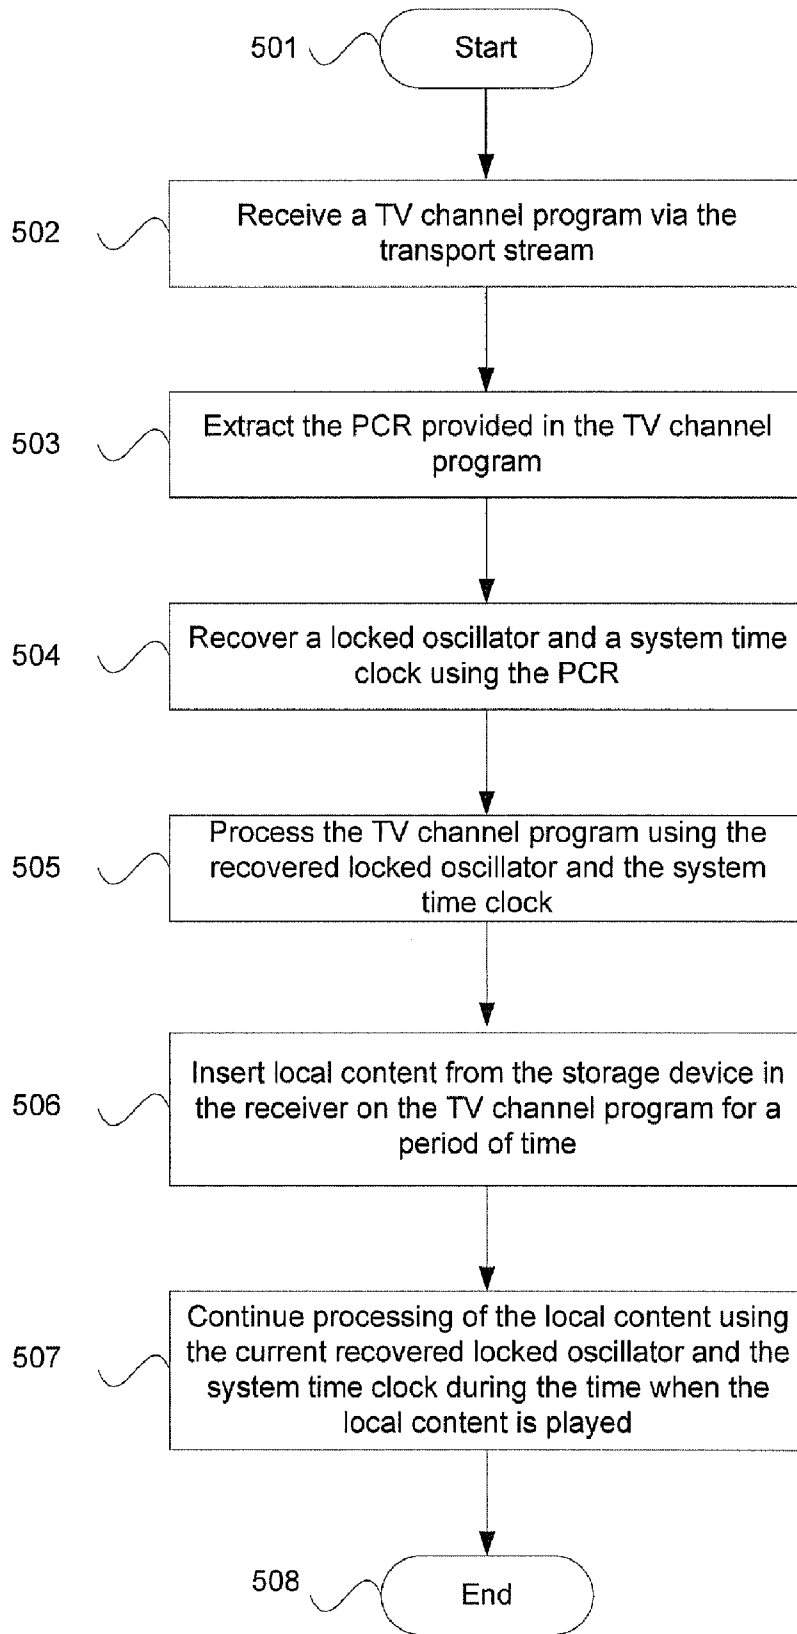 501
Start
502
Receive a TV channel program via the
transport stream
503
Extract the PCR provided in the TV channel
program
504
Recover a locked oscillator and a system time
clock using the PCR
505
Process the TV channel program using the
recovered locked oscillator and the system
time clock
506
Insert local content from the storage device in
the receiver on the TV channel program for a
period of time
507
Continue processing of the local content using
the current recovered locked oscillator and the
system time clock during the time when the
local content is played
508
End